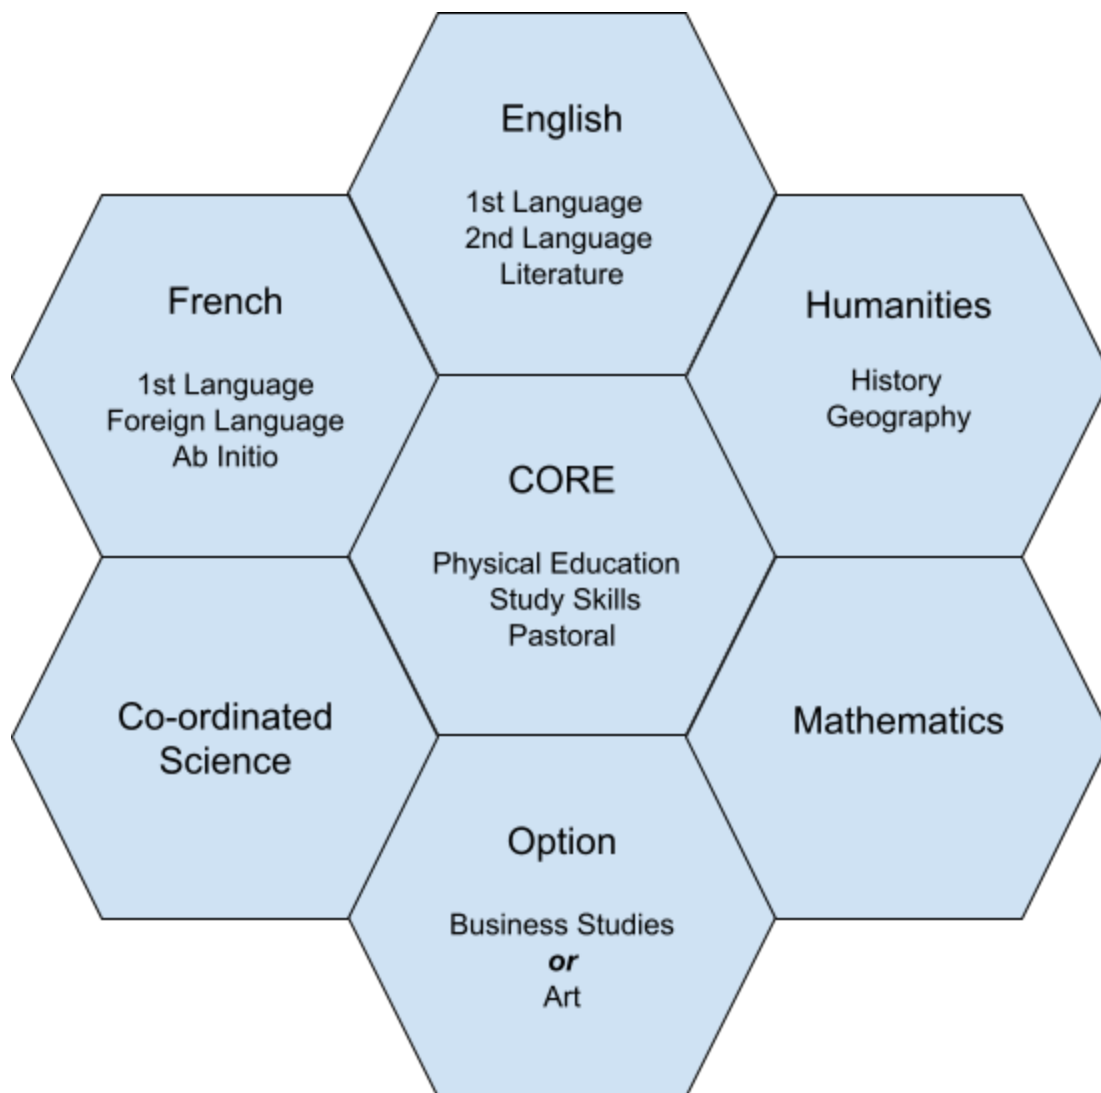 English
1st Language
2nd Language
Literature
French
1st Language
Foreign Language
Ab Initio
Humanities
History
Geography
CORE
Physical Education
Study Skills
Pastoral
Co-ordinated
Science
Mathematics
Option
Business Studies
or
Art